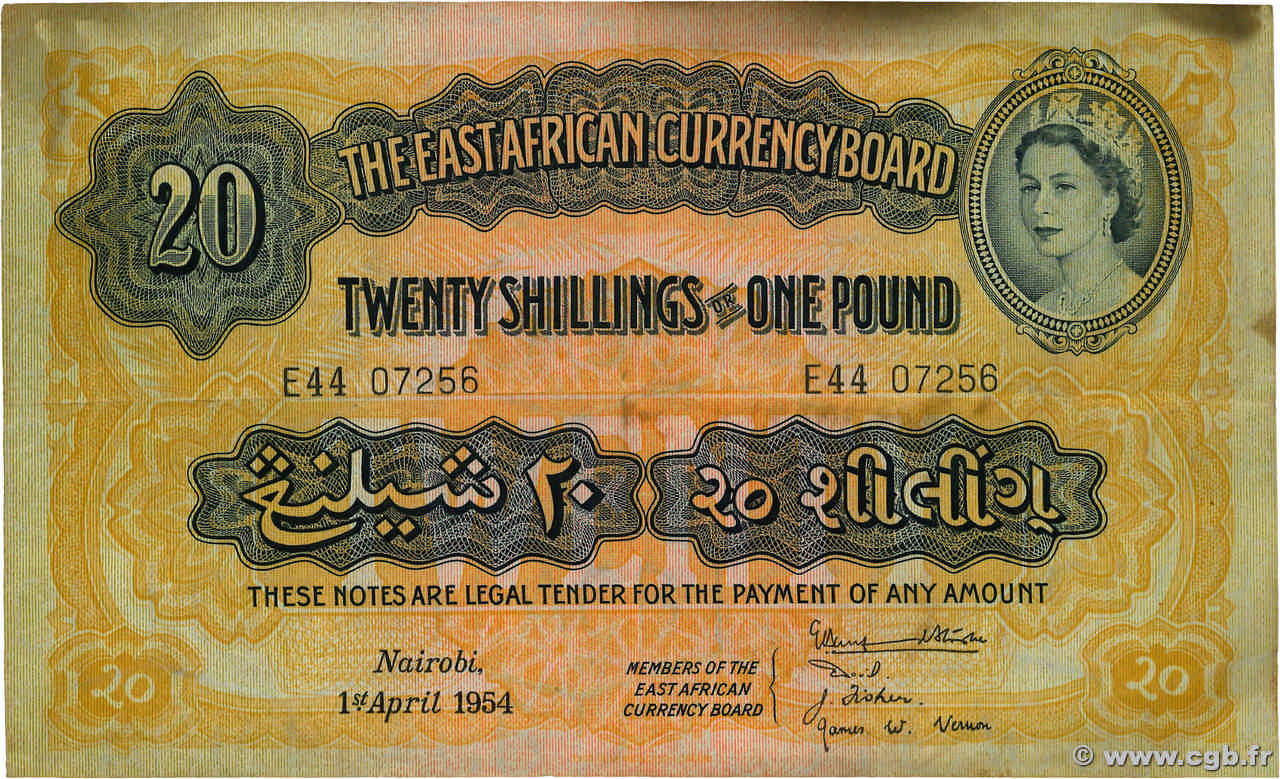 THE EAST AFRICAN CURRENCY BOARD
20
TWENTY SHILLINGS OR ONE POUND
E44 07256 E44 07256
٢٠ شيلنڨ
૨૦ શીલીંગ
THESE NOTES ARE LEGAL TENDER FOR THE PAYMENT OF ANY AMOUNT
Nairobi,
1st April 1954
MEMBERS OF THE
EAST AFRICAN
CURRENCY BOARD
J. Fisher.
James W. Vernon
20 20
© www.cgb.fr